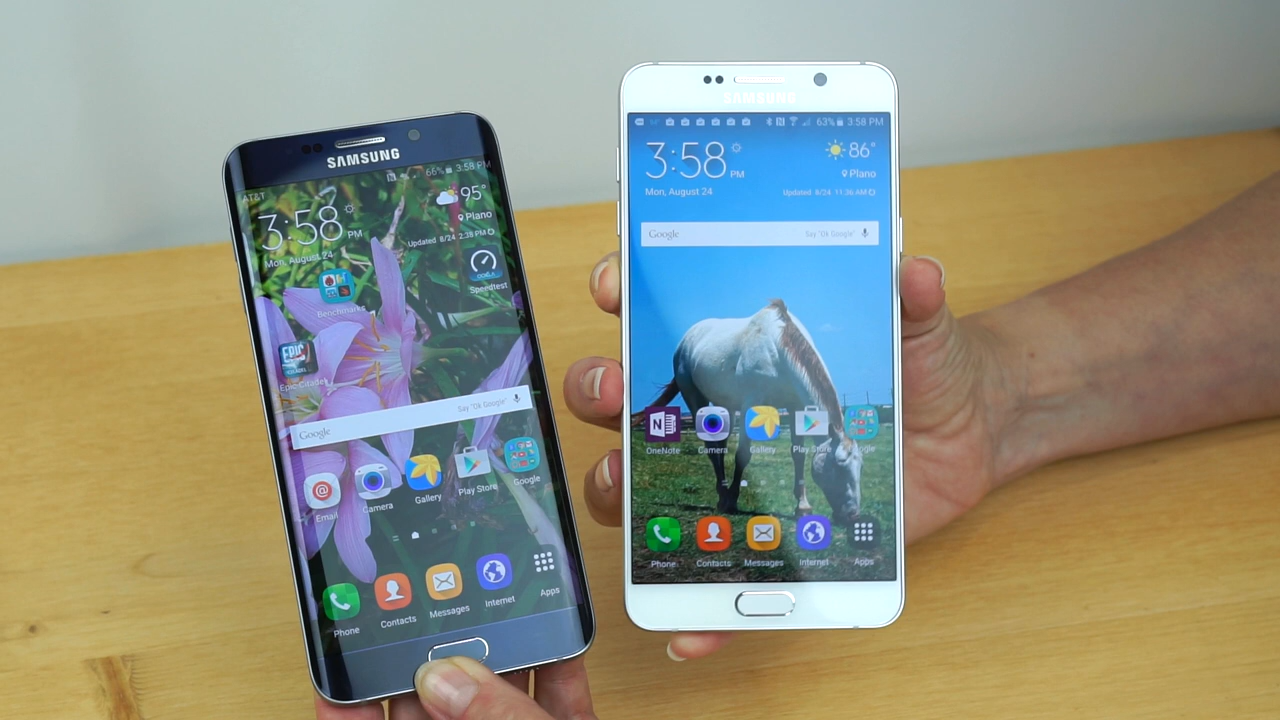 SAMSUNG
AT&T
66% 3:58 PM
3:58 PM
Mon, August 24
95°
Plano
Updated 8/24 2:38 PM
Speedtest
Benchmarks
EPIC
CITADEL
Epic Citadel
Google
Say "Ok Google"
Email
Camera
Gallery
Play Store
Google
Phone
Contacts
Messages
Internet
Apps
SAMSUNG
63% 3:58 PM
3:58 PM
Mon, August 24
86°
Plano
Updated 8/24 11:36 AM
Google
Say "Ok Google"
N
OneNote
Camera
Gallery
Play Store
Google
Phone
Contacts
Messages
Internet
Apps